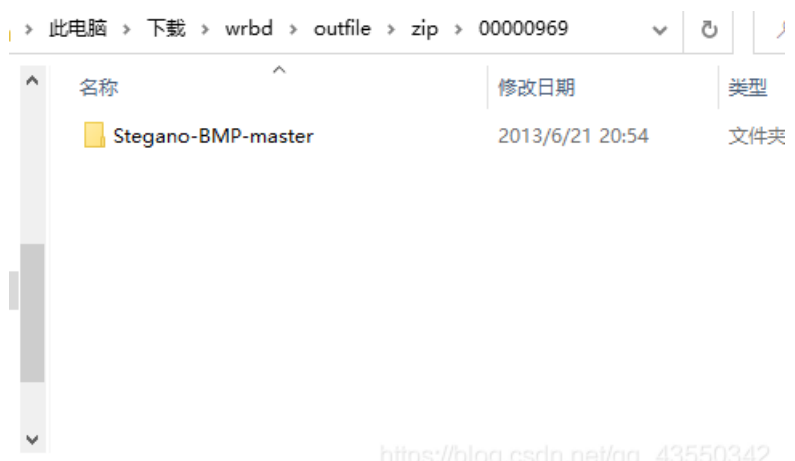 › 此电脑 › 下载 › wrbd › outfile › zip › 00000969
名称 修改日期 类型
Stegano-BMP-master 2013/6/21 20:54 文件夹
https://blog.csdn.net/qq_43550342